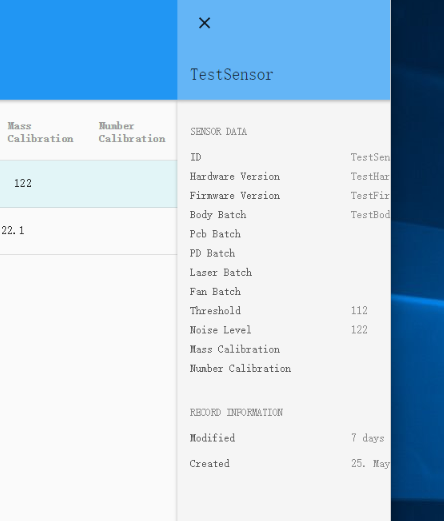 TestSensor
Mass Calibration
Number Calibration
122
22.1
SENSOR DATA
ID TestSen
Hardware Version TestHar
Firmware Version TestFir
Body Batch TestBod
Pcb Batch
PD Batch
Laser Batch
Fan Batch
Threshold 112
Noise Level 122
Mass Calibration
Number Calibration
RECORD INFORMATION
Modified 7 days
Created 25. May